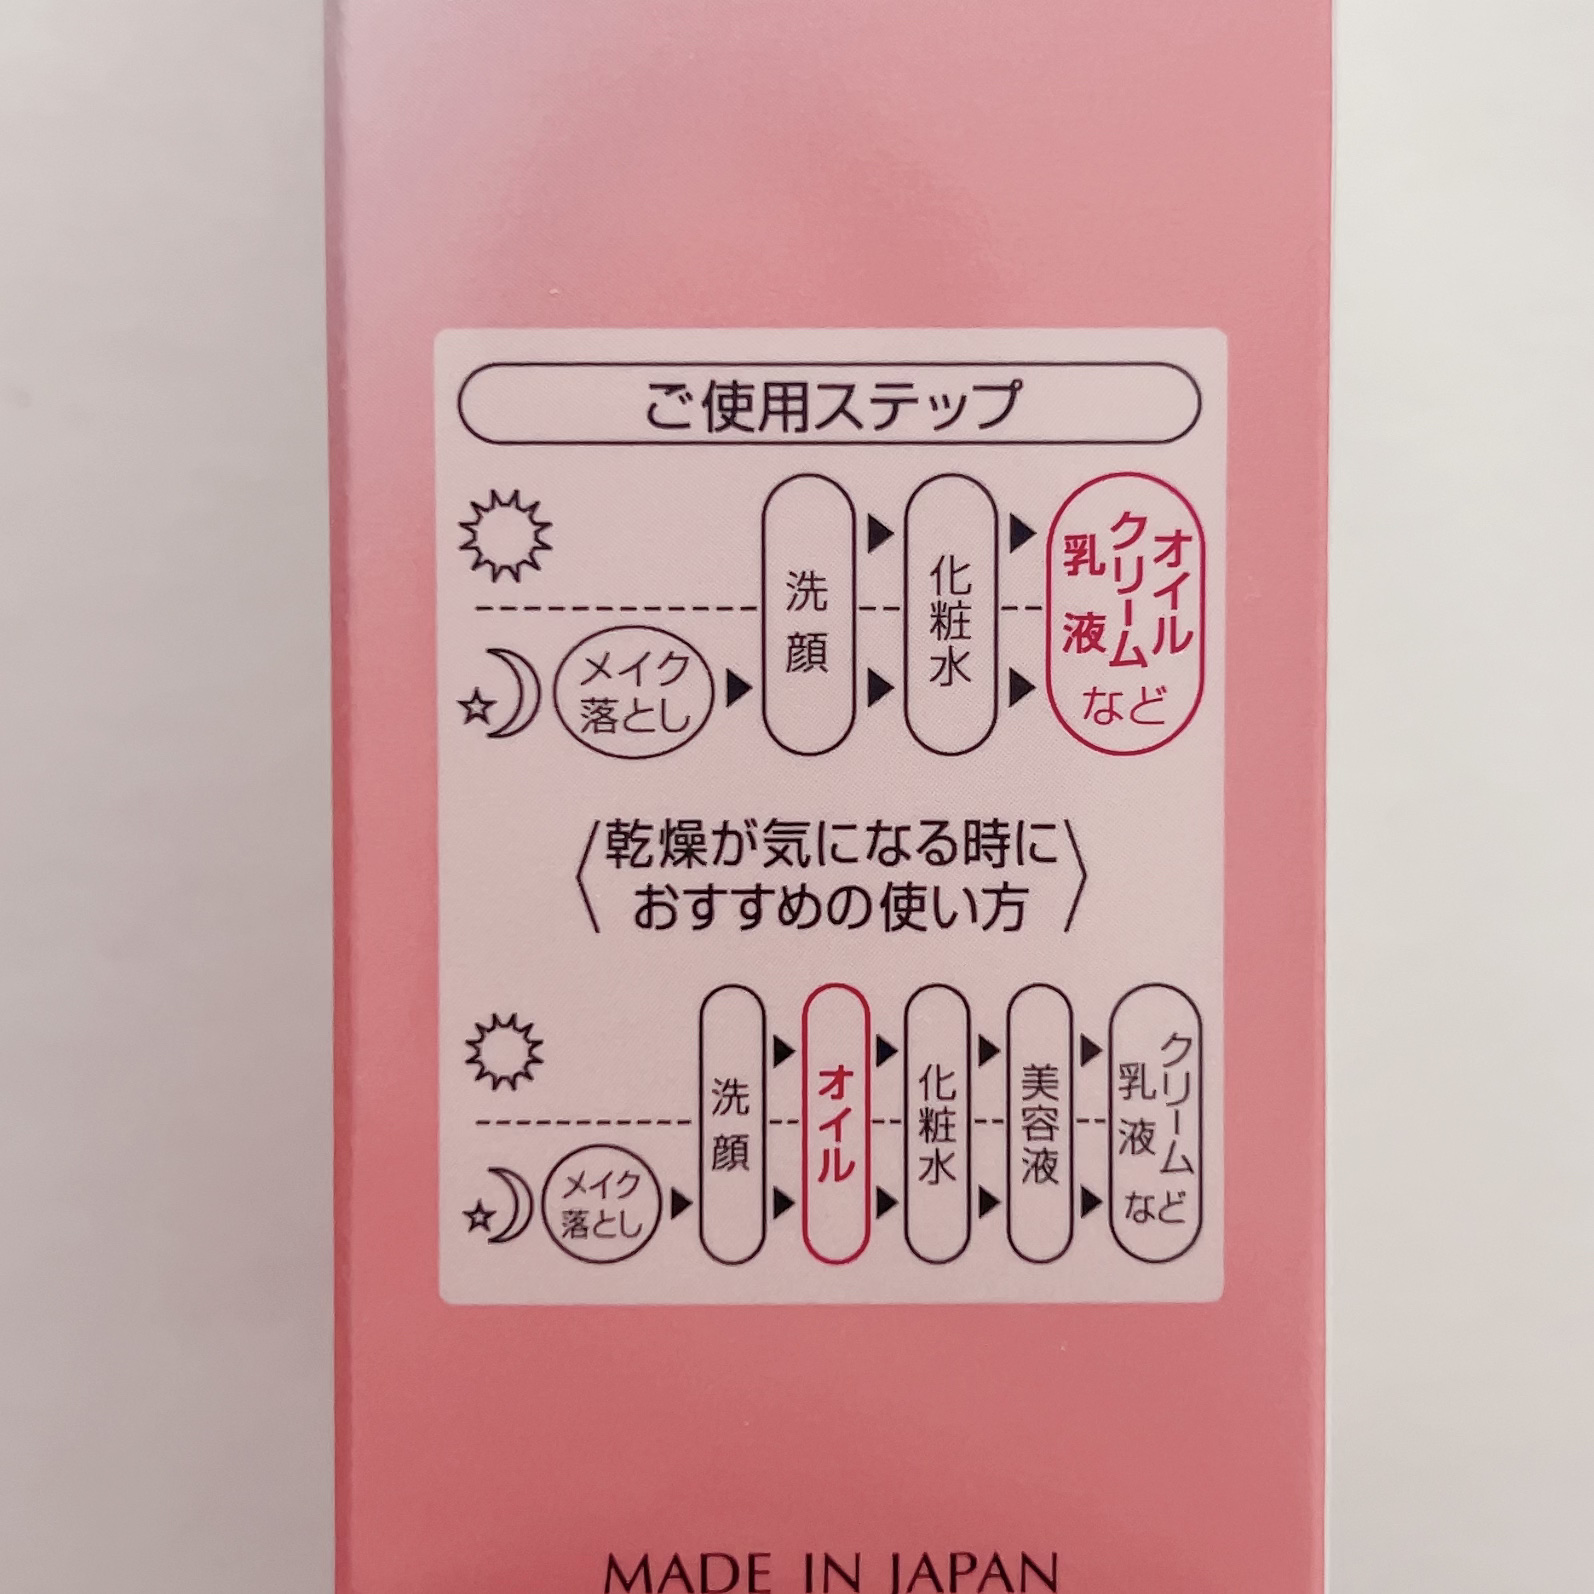 ご使用ステップ
メイク
落とし
洗顔
化粧水
オイル
クリーム
乳液
など
〈乾燥が気になる時に
おすすめの使い方〉
メイク
落とし
洗顔
オイル
化粧水
美容液
クリーム
乳液
など
MADE IN JAPAN